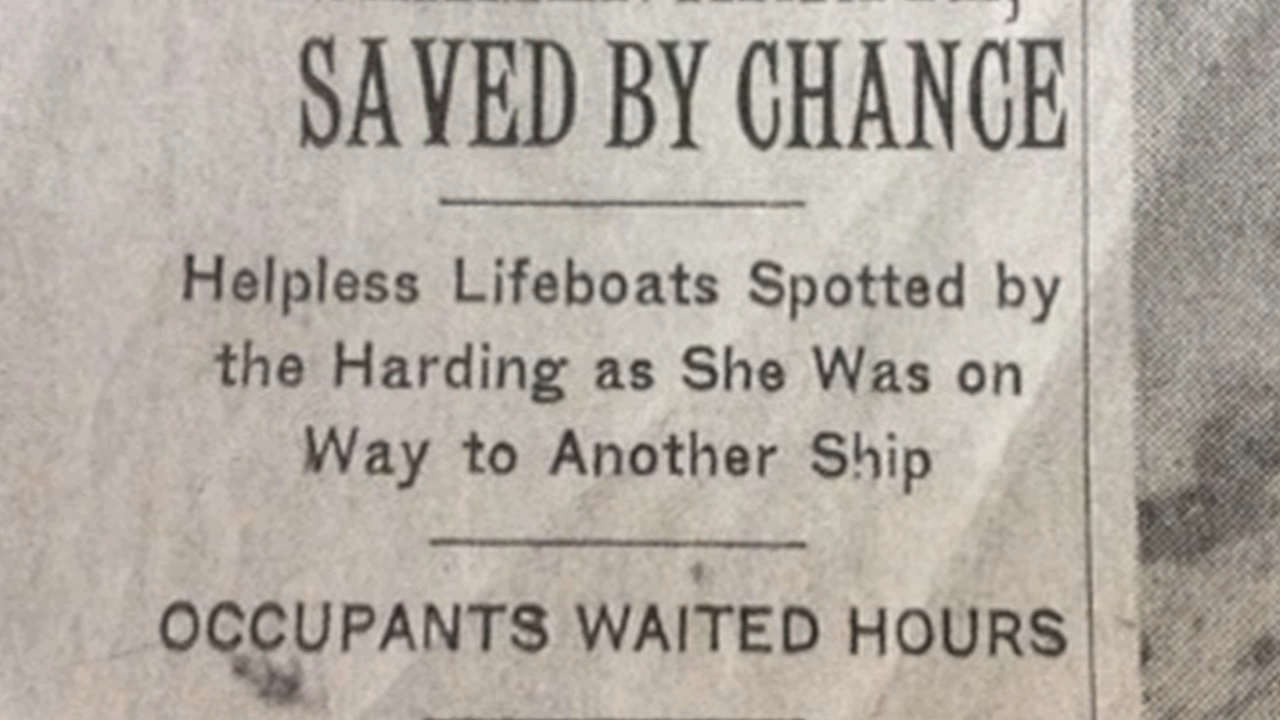 SAVED BY CHANCE
Helpless Lifeboats Spotted by
the Harding as She Was on
Way to Another Ship
OCCUPANTS WAITED HOURS